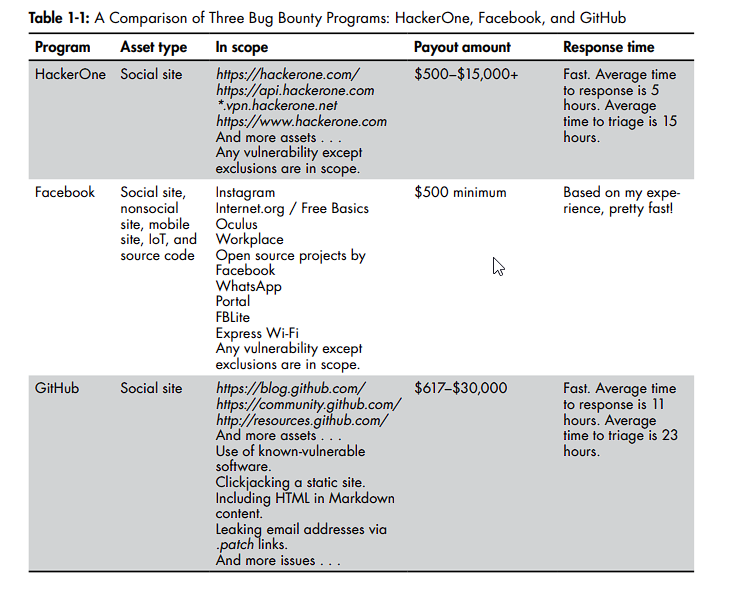 Table 1-1: A Comparison of Three Bug Bounty Programs: HackerOne, Facebook, and GitHub
Program Asset type In scope Payout amount Response time
HackerOne Social site https://hackerone.com/ $500–$15,000+ Fast. Average time
https://api.hackerone.com to response is 5
*.vpn.hackerone.net hours. Average
https://www.hackerone.com time to triage is 15
And more assets . . . hours.
Any vulnerability except
exclusions are in scope.
Facebook Social site, Instagram $500 minimum Based on my expe-
nonsocial Internet.org / Free Basics rience, pretty fast!
site, mobile Oculus
site, IoT, and Workplace
source code Open source projects by
Facebook
WhatsApp
Portal
FBLite
Express Wi-Fi
Any vulnerability except
exclusions are in scope.
GitHub Social site https://blog.github.com/ $617–$30,000 Fast. Average time
https://community.github.com/ to response is 11
http://resources.github.com/ hours. Average
And more assets . . . time to triage is 23
Use of known-vulnerable hours.
software.
Clickjacking a static site.
Including HTML in Markdown
content.
Leaking email addresses via
.patch links.
And more issues . . .